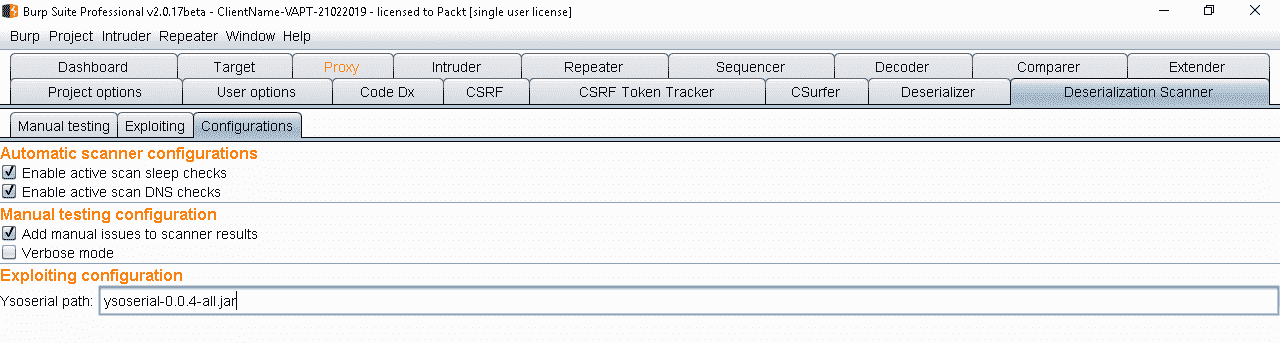 Burp Suite Professional v2.0.17beta - ClientName-VAPT-21022019 - licensed to Packt [single user license]
Burp Project Intruder Repeater Window Help
Dashboard Target Proxy Intruder Repeater Sequencer Decoder Comparer Extender
Project options User options Code Dx CSRF CSRF Token Tracker CSurfer Deserializer Deserialization Scanner
Manual testing Exploiting Configurations
Automatic scanner configurations
Enable active scan sleep checks
Enable active scan DNS checks
Manual testing configuration
Add manual issues to scanner results
Verbose mode
Exploiting configuration
Ysoserial path: ysoserial-0.0.4-all.jar